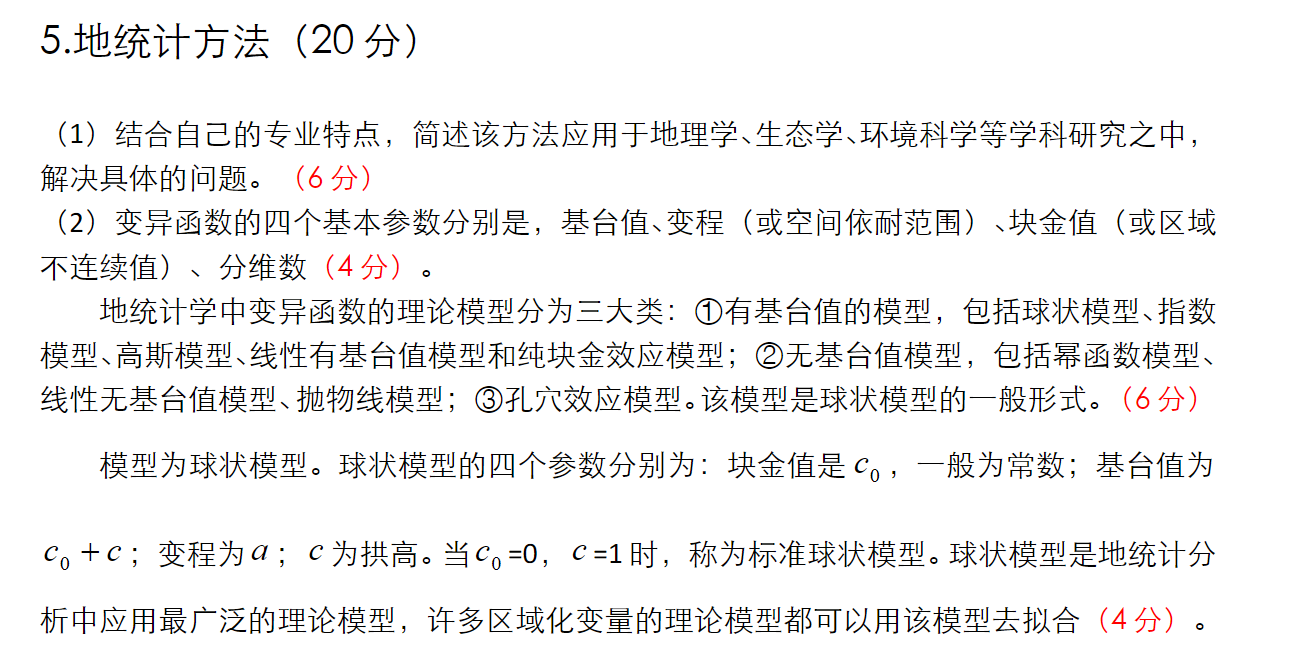 5.地统计方法（20 分）
（1）结合自己的专业特点，简述该方法应用于地理学、生态学、环境科学等学科研究之中，
解决具体的问题。（6 分）
（2）变异函数的四个基本参数分别是，基台值、变程（或空间依耐范围）、块金值（或区域
不连续值）、分维数（4 分）。
地统计学中变异函数的理论模型分为三大类：①有基台值的模型，包括球状模型、指数
模型、高斯模型、线性有基台值模型和纯块金效应模型；②无基台值模型，包括幂函数模型、
线性无基台值模型、抛物线模型；③孔穴效应模型。该模型是球状模型的一般形式。（6 分）
模型为球状模型。球状模型的四个参数分别为：块金值是 c₀ ，一般为常数；基台值为
c₀ + c ；变程为 a ； c 为拱高。当 c₀ =0， c =1 时，称为标准球状模型。球状模型是地统计分
析中应用最广泛的理论模型，许多区域化变量的理论模型都可以用该模型去拟合（4 分）。